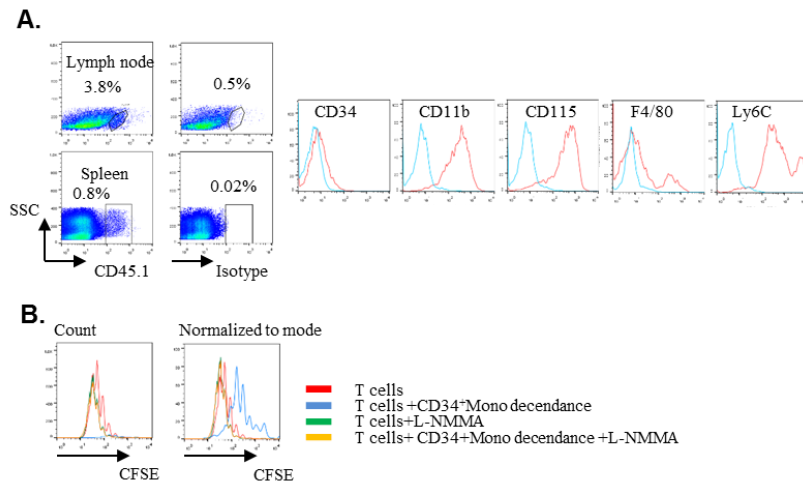 A.
Lymph node
3.8%
0.5%
CD34
CD11b
CD115
F4/80
Ly6C
Spleen
0.8%
0.02%
SSC
CD45.1
Isotype
B.
Count
Normalized to mode
T cells
T cells +CD34+Mono decendance
T cells+L-NMMA
T cells+ CD34+Mono decendance +L-NMMA
CFSE
CFSE